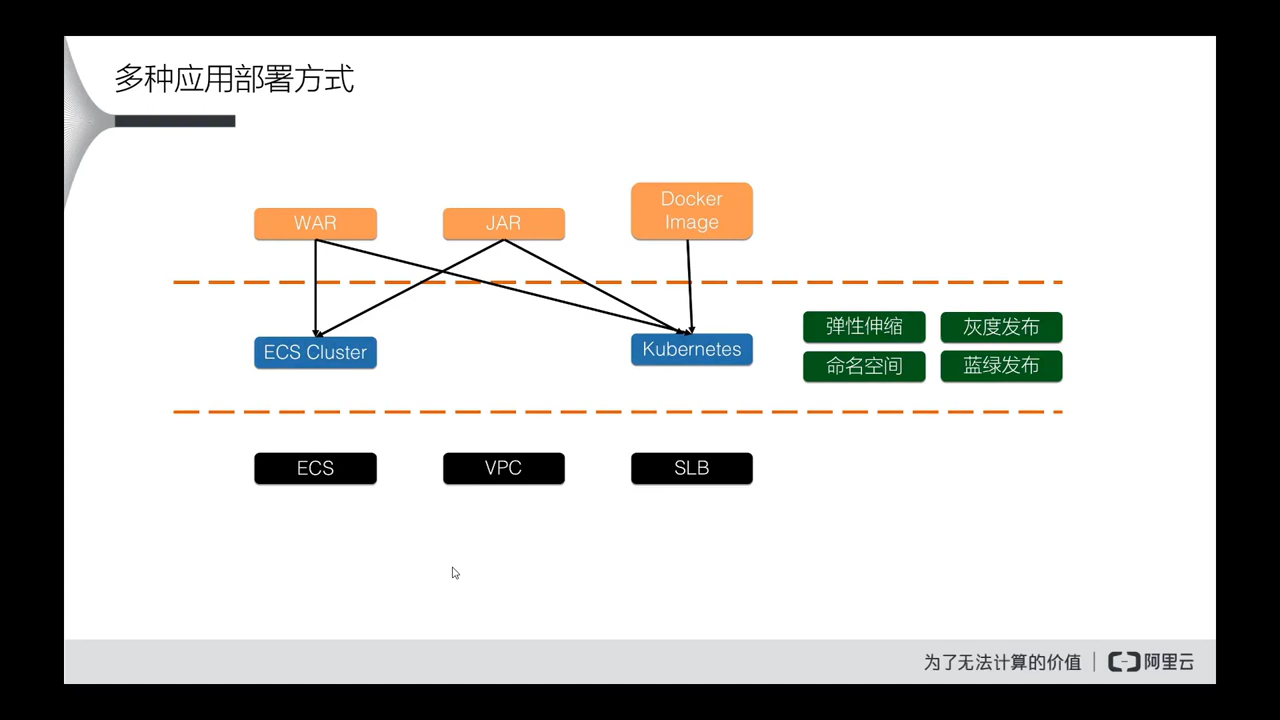 多种应用部署方式
WAR
JAR
Docker
Image
ECS Cluster
Kubernetes
弹性伸缩
灰度发布
命名空间
蓝绿发布
ECS
VPC
SLB
为了无法计算的价值
阿里云